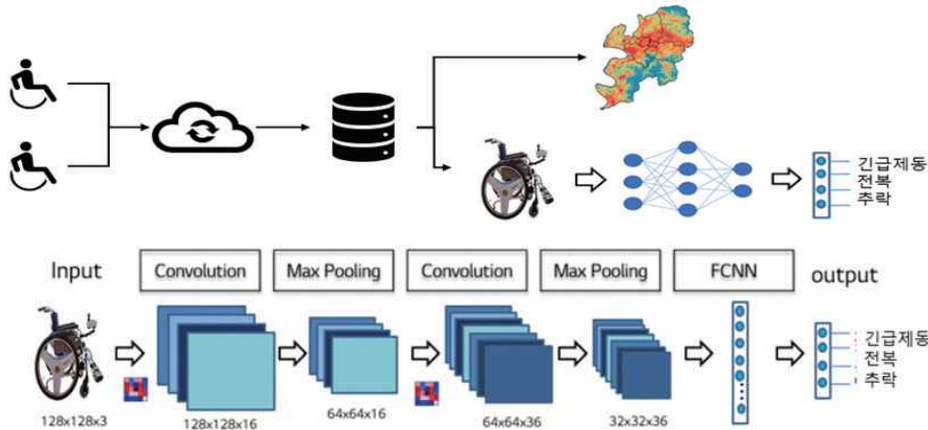 긴급제동
전복
추락
Input
Convolution
Max Pooling
Convolution
Max Pooling
FCNN
output
긴급제동
전복
추락
128x128x3
128x128x16
64x64x16
64x64x36
32x32x36